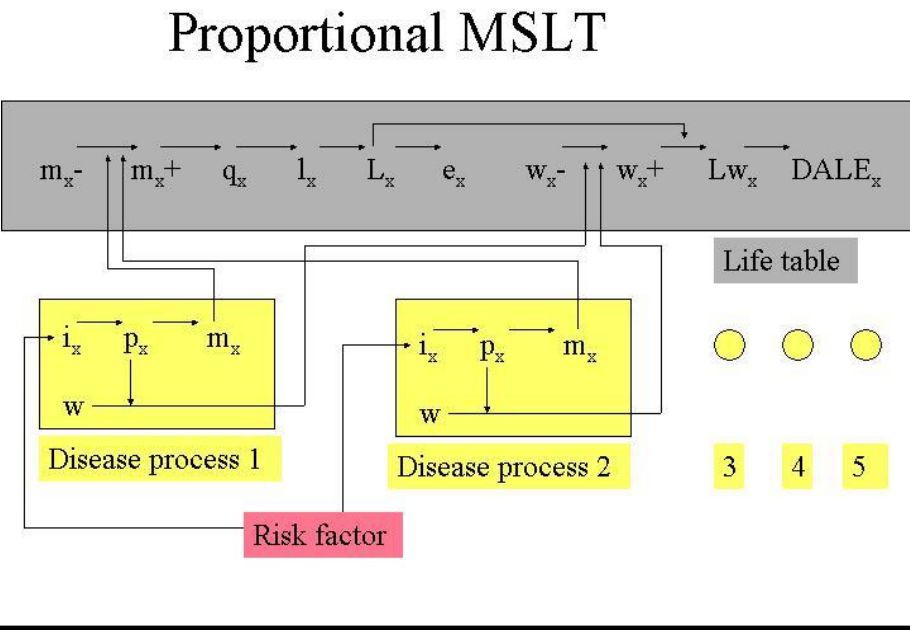 Proportional MSLT
mₓ- mₓ+ qₓ lₓ Lₓ eₓ wₓ- wₓ+ Lwₓ DALEₓ
Life table
iₓ pₓ mₓ
w
Disease process 1
iₓ pₓ mₓ
w
Disease process 2
3 4 5
Risk factor